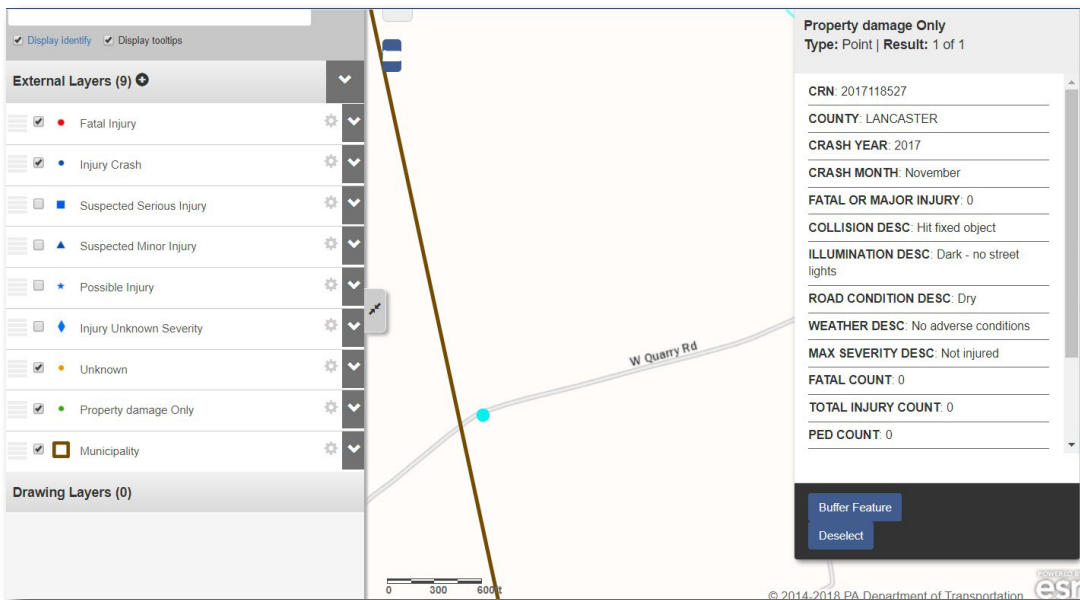 Display identify Display tooltips
External Layers (9)
Fatal Injury
Injury Crash
Suspected Serious Injury
Suspected Minor Injury
Possible Injury
Injury Unknown Severity
Unknown
Property damage Only
Municipality
Drawing Layers (0)
W Quarry Rd
0 300 600ft
Property damage Only
Type: Point | Result: 1 of 1
CRN: 2017118527
COUNTY: LANCASTER
CRASH YEAR: 2017
CRASH MONTH: November
FATAL OR MAJOR INJURY: 0
COLLISION DESC: Hit fixed object
ILLUMINATION DESC: Dark - no street
lights
ROAD CONDITION DESC: Dry
WEATHER DESC: No adverse conditions
MAX SEVERITY DESC: Not injured
FATAL COUNT: 0
TOTAL INJURY COUNT: 0
PED COUNT: 0
Buffer Feature
Deselect
POWERED BY
esri
© 2014-2018 PA Department of Transportation